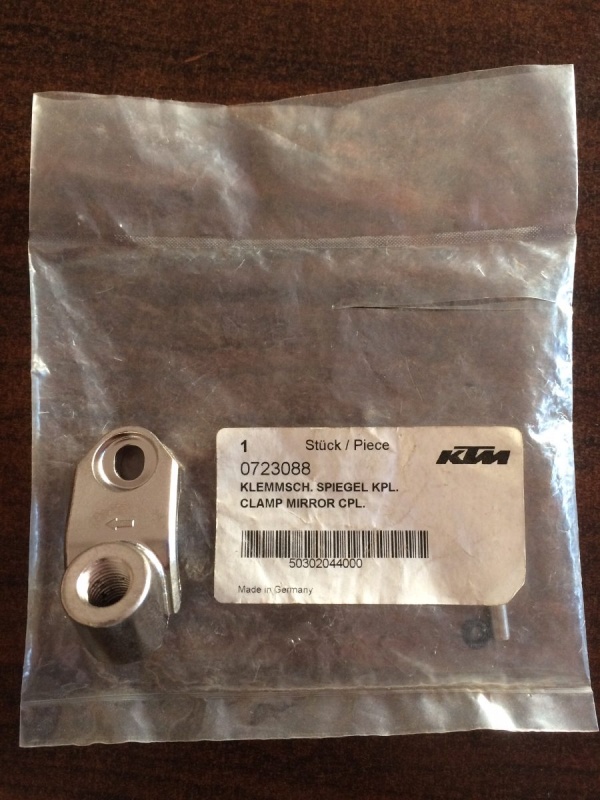 1 Stück / Piece KTM
0723088
KLEMMSCH. SPIEGEL KPL.
CLAMP MIRROR CPL.
50302044000
Made in Germany